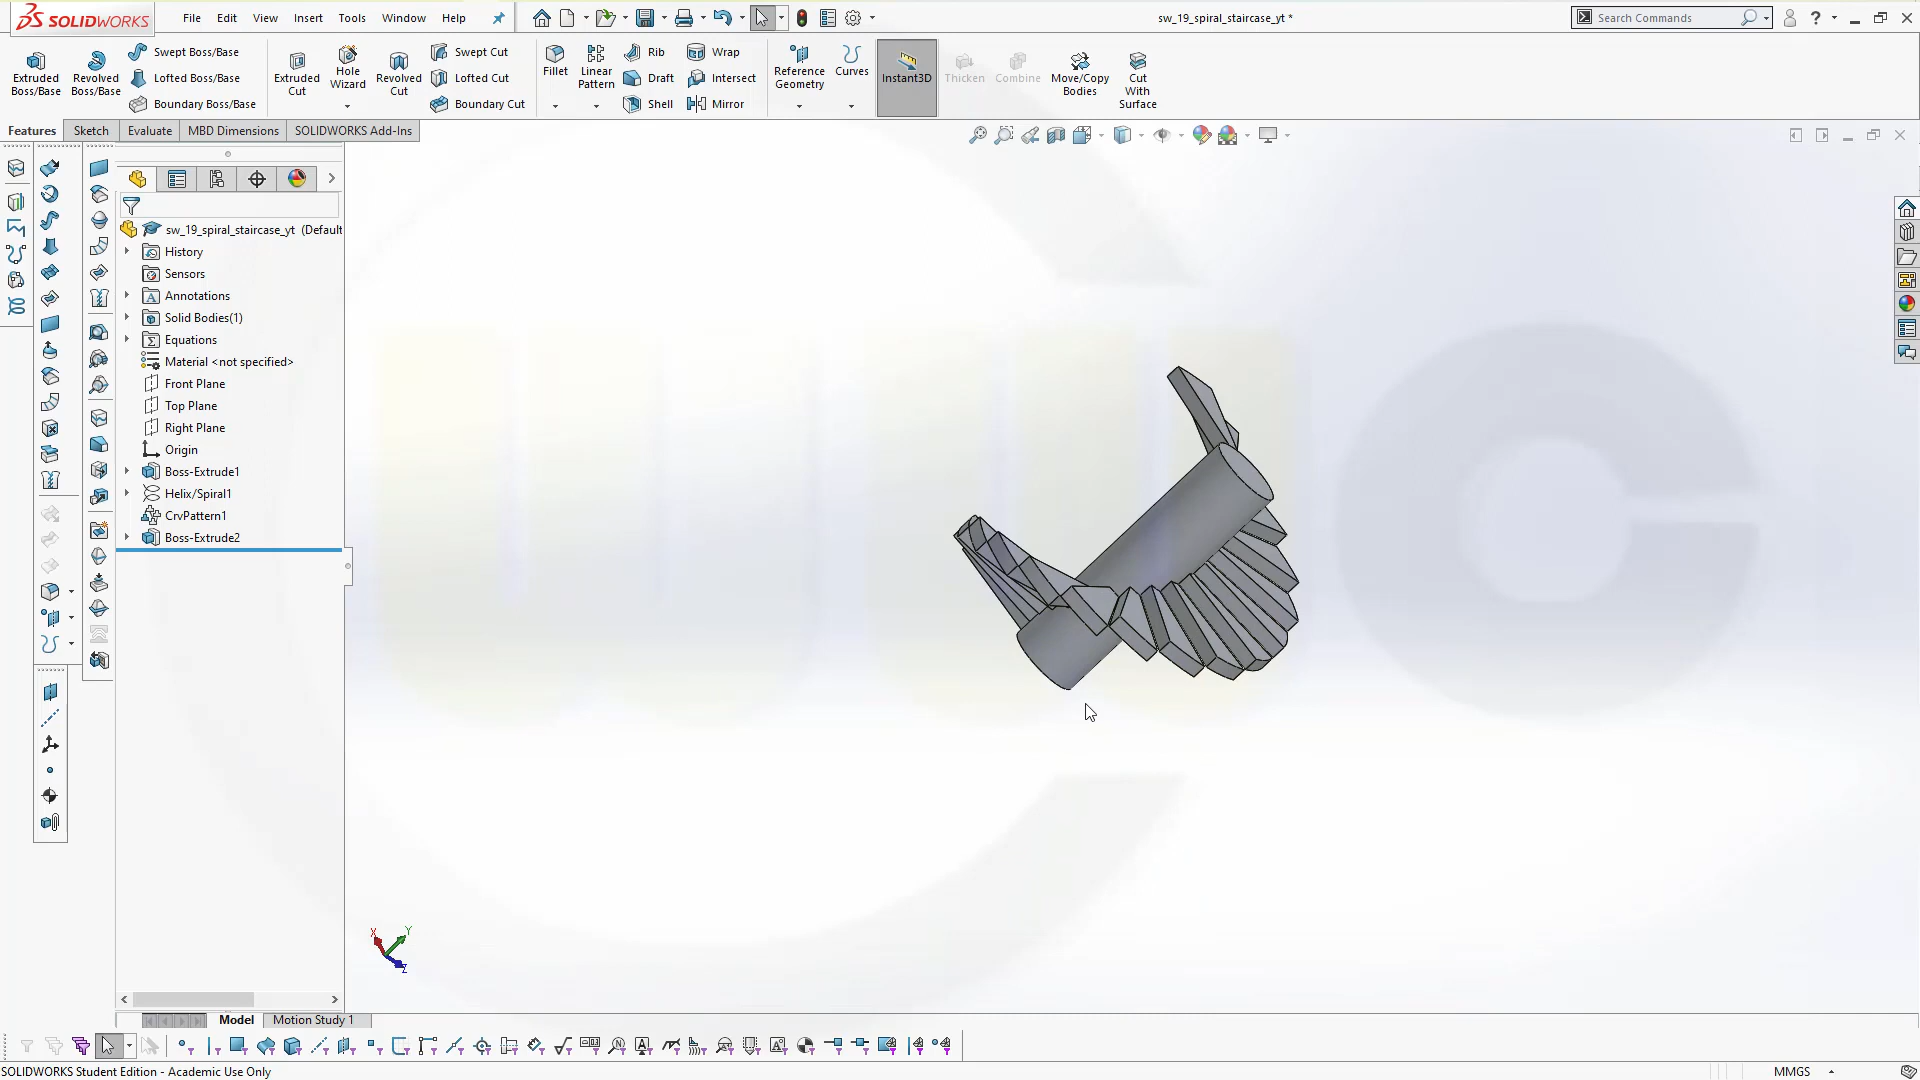 SOLIDWORKS
File Edit View Insert Tools Window Help
sw_19_spiral_staircase_yt *
Search Commands
Extruded Boss/Base
Revolved Boss/Base
Swept Boss/Base
Lofted Boss/Base
Boundary Boss/Base
Extruded Cut
Hole Wizard
Revolved Cut
Swept Cut
Lofted Cut
Boundary Cut
Fillet
Linear Pattern
Rib
Draft
Shell
Wrap
Intersect
Mirror
Reference Geometry
Curves
Instant3D
Thicken
Combine
Move/Copy Bodies
Cut With Surface
Features Sketch Evaluate MBD Dimensions SOLIDWORKS Add-Ins
sw_19_spiral_staircase_yt (Default
History
Sensors
Annotations
Solid Bodies(1)
Equations
Material <not specified>
Front Plane
Top Plane
Right Plane
Origin
Boss-Extrude1
Helix/Spiral1
CrvPattern1
Boss-Extrude2
X Y
Z
Model Motion Study 1
SOLIDWORKS Student Edition - Academic Use Only
MMGS